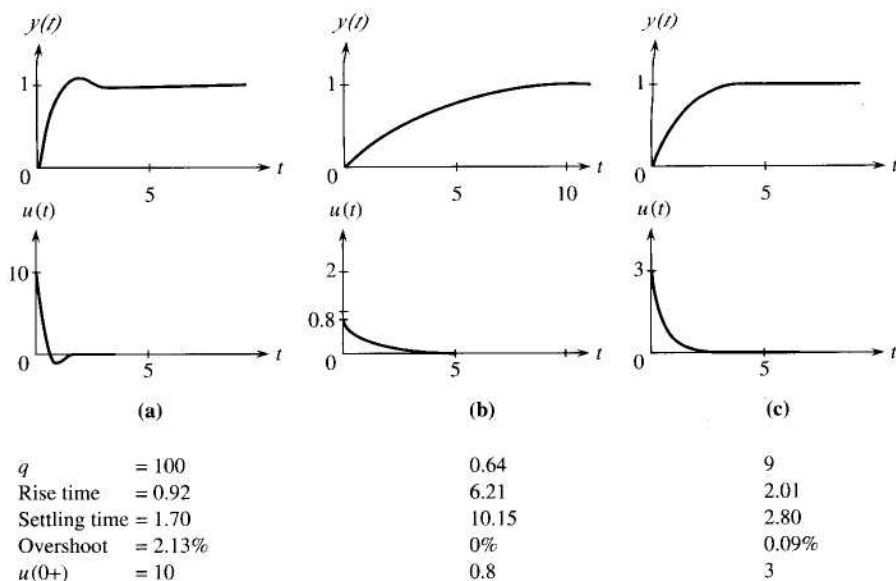 y(t) y(t) y(t)
1 1 1
0 5 t 0 5 10 t 0 5 t
u(t) u(t) u(t)
10 2 3
0.8
0 5 t 0 5 t 0 5 t
(a) (b) (c)
q = 100 0.64 9
Rise time = 0.92 6.21 2.01
Settling time = 1.70 10.15 2.80
Overshoot = 2.13% 0% 0.09%
u(0+) = 10 0.8 3